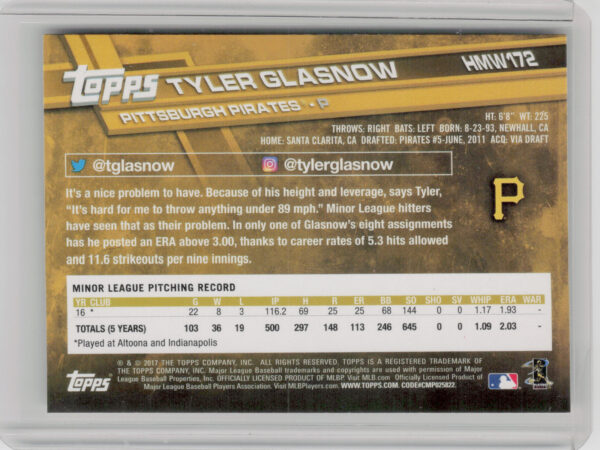 Topps TYLER GLASNOW HMW172
PITTSBURGH PIRATES • P
HT: 6'8" WT: 225
THROWS: RIGHT BATS: LEFT BORN: 8-23-93, NEWHALL, CA
HOME: SANTA CLARITA, CA DRAFTED: PIRATES #5-JUNE, 2011 ACQ: VIA DRAFT
@tglasnow @tylerglasnow
It's a nice problem to have. Because of his height and leverage, says Tyler,
"It's hard for me to throw anything under 89 mph." Minor League hitters
have seen that as their problem. In only one of Glasnow's eight assignments
has he posted an ERA above 3.00, thanks to career rates of 5.3 hits allowed
and 11.6 strikeouts per nine innings.
P
MINOR LEAGUE PITCHING RECORD
YR CLUB G W L IP H R ER BB SO SHO SV WHIP ERA WAR
16 * 22 8 3 116.2 69 25 25 68 144 0 0 1.17 1.93 -
TOTALS (5 YEARS) 103 36 19 500 297 148 113 246 645 0 0 1.09 2.03 -
*Played at Altoona and Indianapolis
® & © 2017 THE TOPPS COMPANY, INC. ALL RIGHTS RESERVED. TOPPS IS A REGISTERED TRADEMARK OF
THE TOPPS COMPANY, INC. Major League Baseball trademarks and copyrights are used with permission of Major
League Baseball Properties, Inc. OFFICIALLY LICENSED PRODUCT OF MLBP. Visit MLB.com Officially Licensed Product of
Major League Baseball Players Association. Visit MLBPlayers.com. WWW.TOPPS.COM. CODE#CMP025822.
Topps